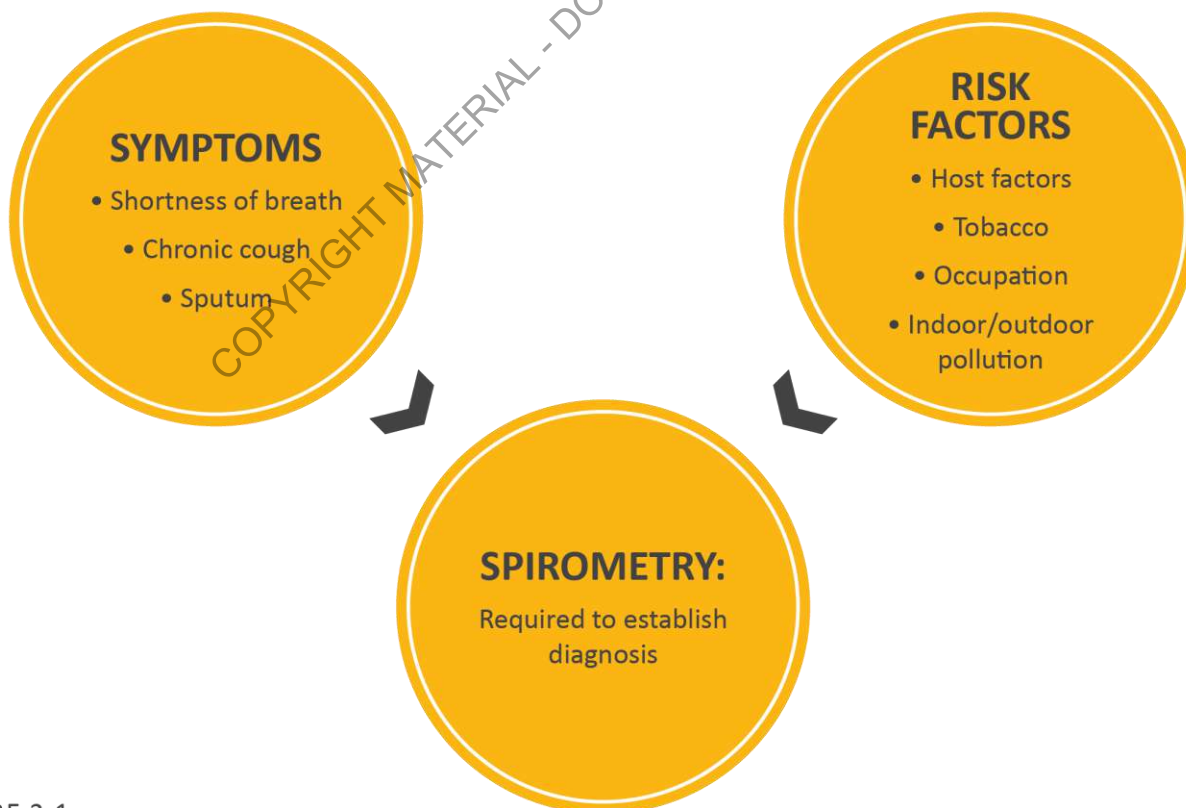 SYMPTOMS
• Shortness of breath
• Chronic cough
• Sputum
RISK
FACTORS
• Host factors
• Tobacco
• Occupation
• Indoor/outdoor
pollution
SPIROMETRY:
Required to establish
diagnosis
COPYRIGHT MATERIAL -